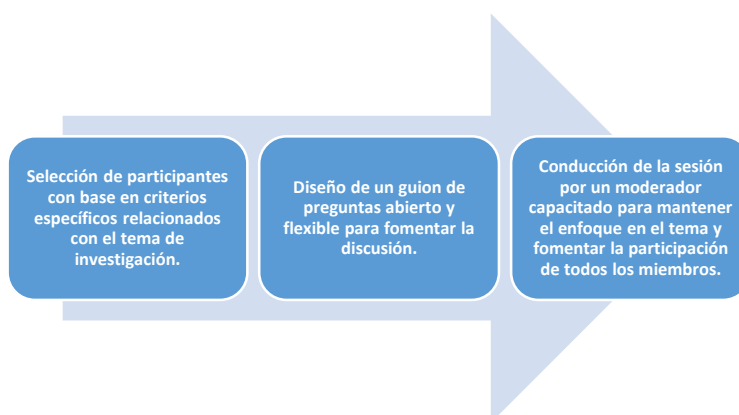 Selección de participantes
con base en criterios
específicos relacionados
con el tema de
investigación.
Diseño de un guion de
preguntas abierto y
flexible para fomentar la
discusión.
Conducción de la sesión
por un moderador
capacitado para mantener
el enfoque en el tema y
fomentar la participación
de todos los miembros.